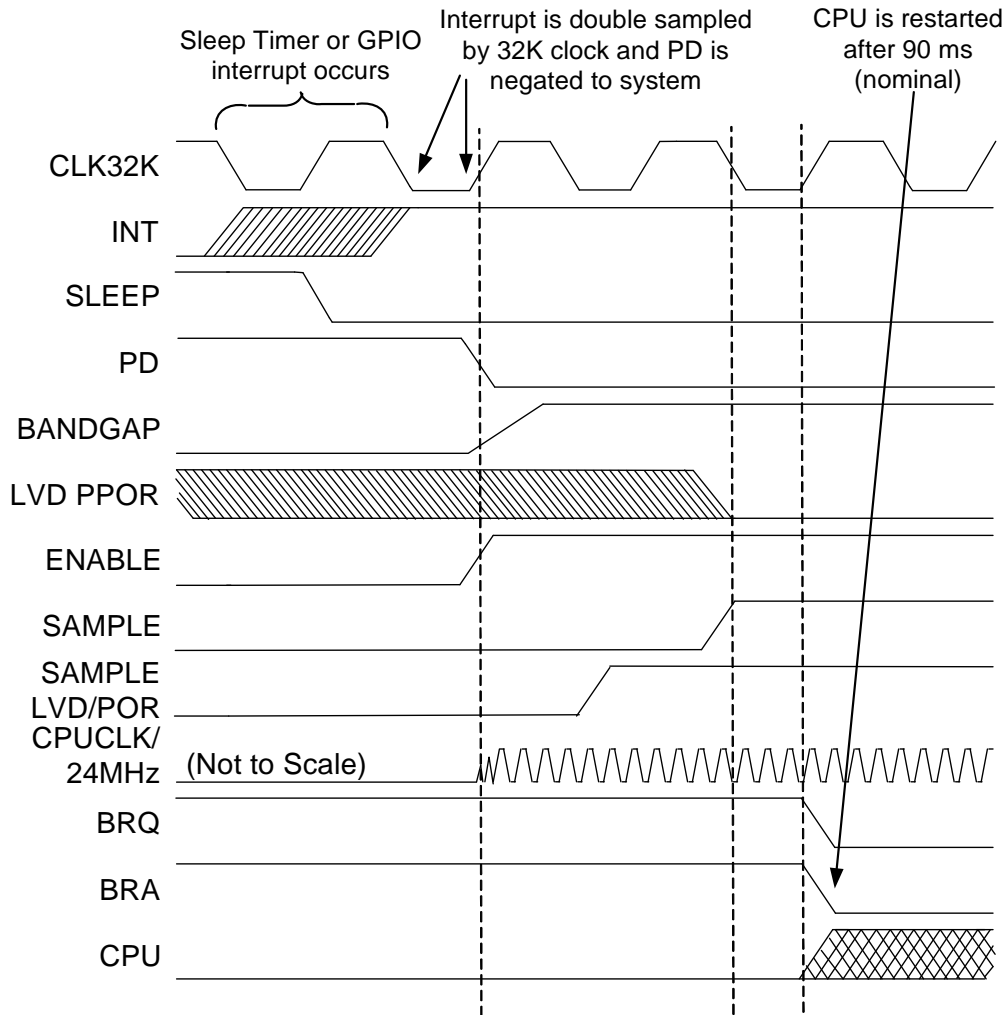 Sleep Timer or GPIO
interrupt occurs
Interrupt is double sampled
by 32K clock and PD is
negated to system
CPU is restarted
after 90 ms
(nominal)
CLK32K
INT
SLEEP
PD
BANDGAP
LVD PPOR
ENABLE
SAMPLE
SAMPLE
LVD/POR
CPUCLK/
24MHz
(Not to Scale)
BRQ
BRA
CPU